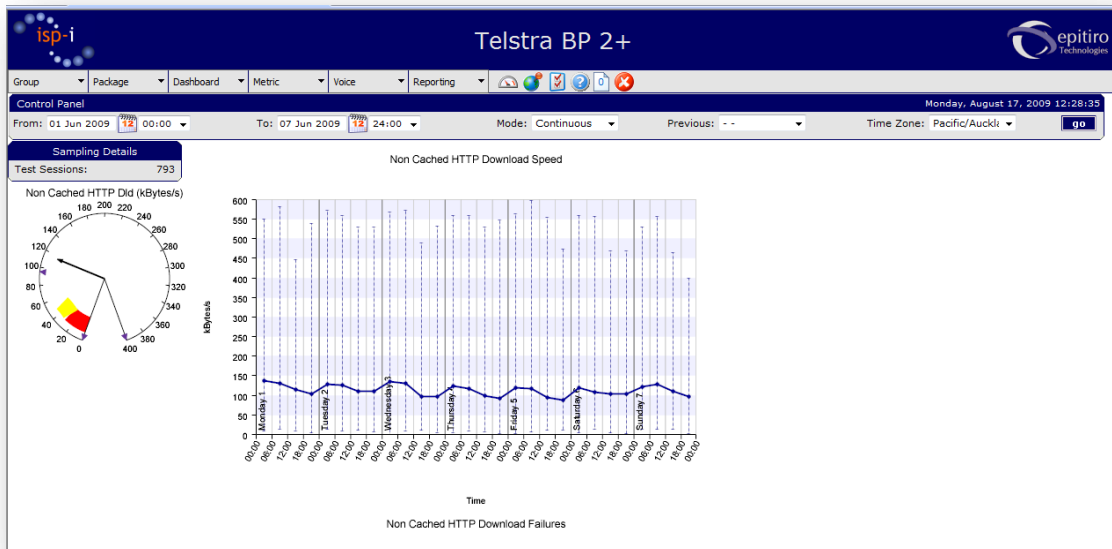 isp-i
Telstra BP 2+
epitiro
Technologies
Group Package Dashboard Metric Voice Reporting 0
Control Panel Monday, August 17, 2009 12:28:35
From: 01 Jun 2009 12 00:00 To: 07 Jun 2009 12 24:00 Mode: Continuous Previous: - - Time Zone: Pacific/Auckl go
Sampling Details
Test Sessions: 793
Non Cached HTTP Dld (kBytes/s)
0 20 40 60 80 100 120 140 160 180 200 220 240 260 280 300 320 340 360 380 400
Non Cached HTTP Download Speed
kBytes/s
600
550
500
450
400
350
300
250
200
150
100
50
0
Monday 1 Tuesday 2 Wednesday 3 Thursday 4 Friday 5 Saturday 6 Sunday 7
00:00 06:00 12:00 18:00 00:00 06:00 12:00 18:00 00:00 06:00 12:00 18:00 00:00 06:00 12:00 18:00 00:00 06:00 12:00 18:00 00:00 06:00 12:00 18:00 00:00 06:00 12:00 18:00 00:00
Time
Non Cached HTTP Download Failures